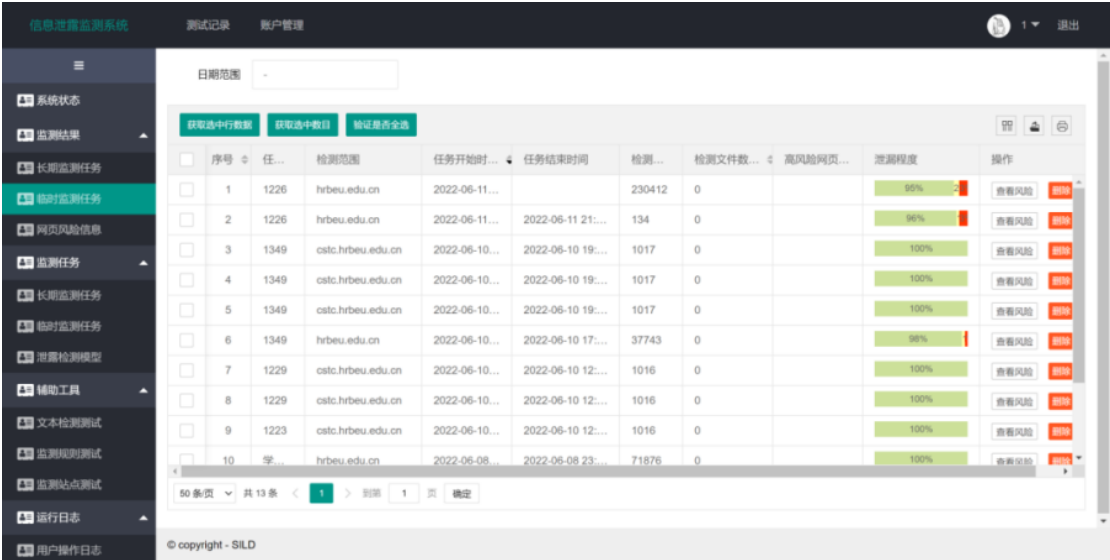 信息泄露监测系统 测试记录 账户管理 1 退出
日期范围 -
系统状态
监测结果
长期监测任务
临时监测任务
网页风险信息
监测任务
长期监测任务
临时监测任务
泄露检测模型
辅助工具
文本检测测试
监测规则测试
监测站点测试
运行日志
用户操作日志
获取选中行数据 获取选中数目 验证是否全选
序号 任... 检测范围 任务开始时... 任务结束时间 检测... 检测文件数... 高风险网页... 泄漏程度 操作
1 1226 hrbeu.edu.cn 2022-06-11... 230412 0 95% 2 查看风险 删除
2 1226 hrbeu.edu.cn 2022-06-11... 2022-06-11 21:... 134 0 96% 查看风险 删除
3 1349 cstc.hrbeu.edu.cn 2022-06-10... 2022-06-10 19:... 1017 0 100% 查看风险 删除
4 1349 cstc.hrbeu.edu.cn 2022-06-10... 2022-06-10 19:... 1017 0 100% 查看风险 删除
5 1349 cstc.hrbeu.edu.cn 2022-06-10... 2022-06-10 19:... 1017 0 100% 查看风险 删除
6 1349 hrbeu.edu.cn 2022-06-10... 2022-06-10 17:... 37743 0 98% 查看风险 删除
7 1229 cstc.hrbeu.edu.cn 2022-06-10... 2022-06-10 12:... 1016 0 100% 查看风险 删除
8 1229 cstc.hrbeu.edu.cn 2022-06-10... 2022-06-10 12:... 1016 0 100% 查看风险 删除
9 1223 cstc.hrbeu.edu.cn 2022-06-10... 2022-06-10 12:... 1016 0 100% 查看风险 删除
10 学... hrbeu.edu.cn 2022-06-08... 2022-06-08 23:... 71876 0 100% 查看风险 删除
50 条/页 共 13 条 1 到第 1 页 确定
© copyright - SILD